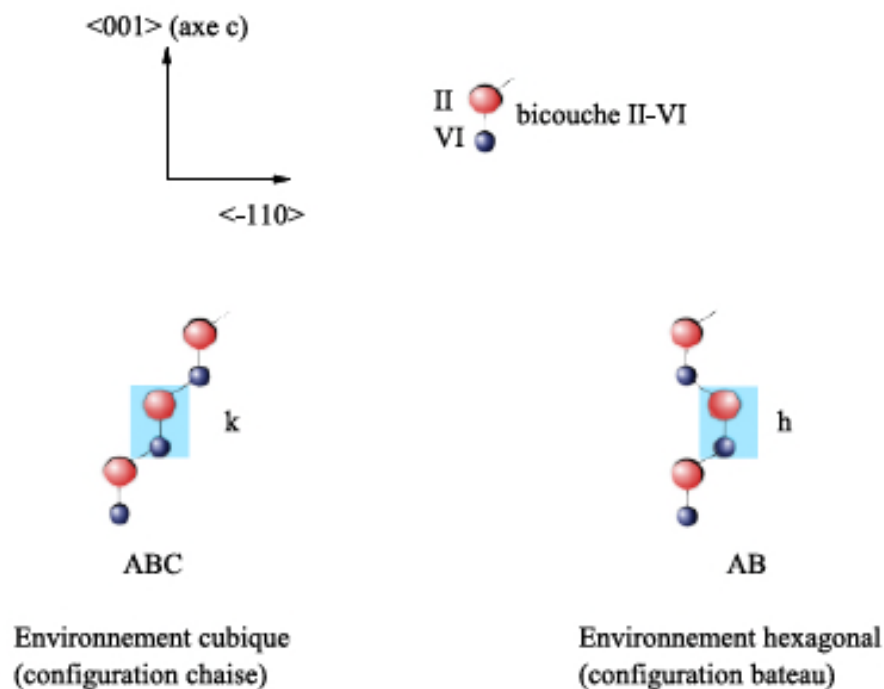 <001> (axe c)
II
bicouche II-VI
VI
<-110>
k
h
ABC
AB
Environnement cubique
(configuration chaise)
Environnement hexagonal
(configuration bateau)